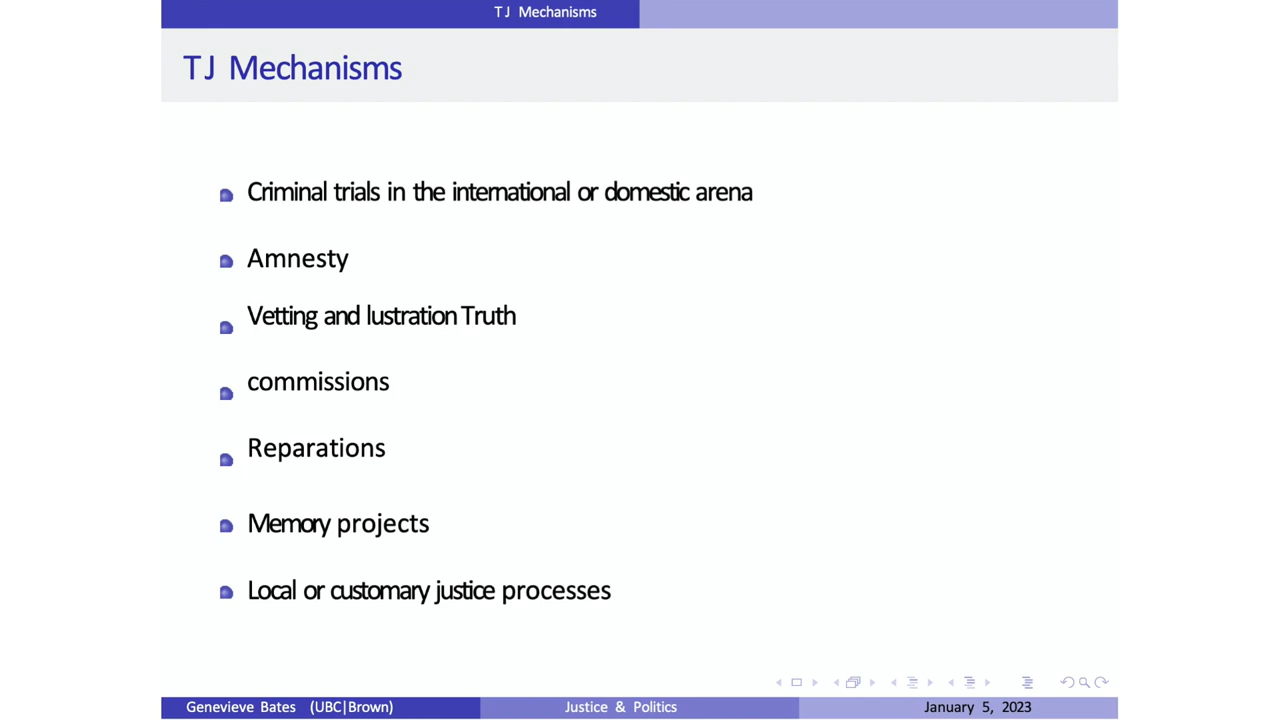 TJ Mechanisms
TJ Mechanisms
Criminal trials in the international or domestic arena
Amnesty
Vetting and lustration Truth
commissions
Reparations
Memory projects
Local or customary justice processes
Genevieve Bates (UBC|Brown) Justice & Politics January 5, 2023